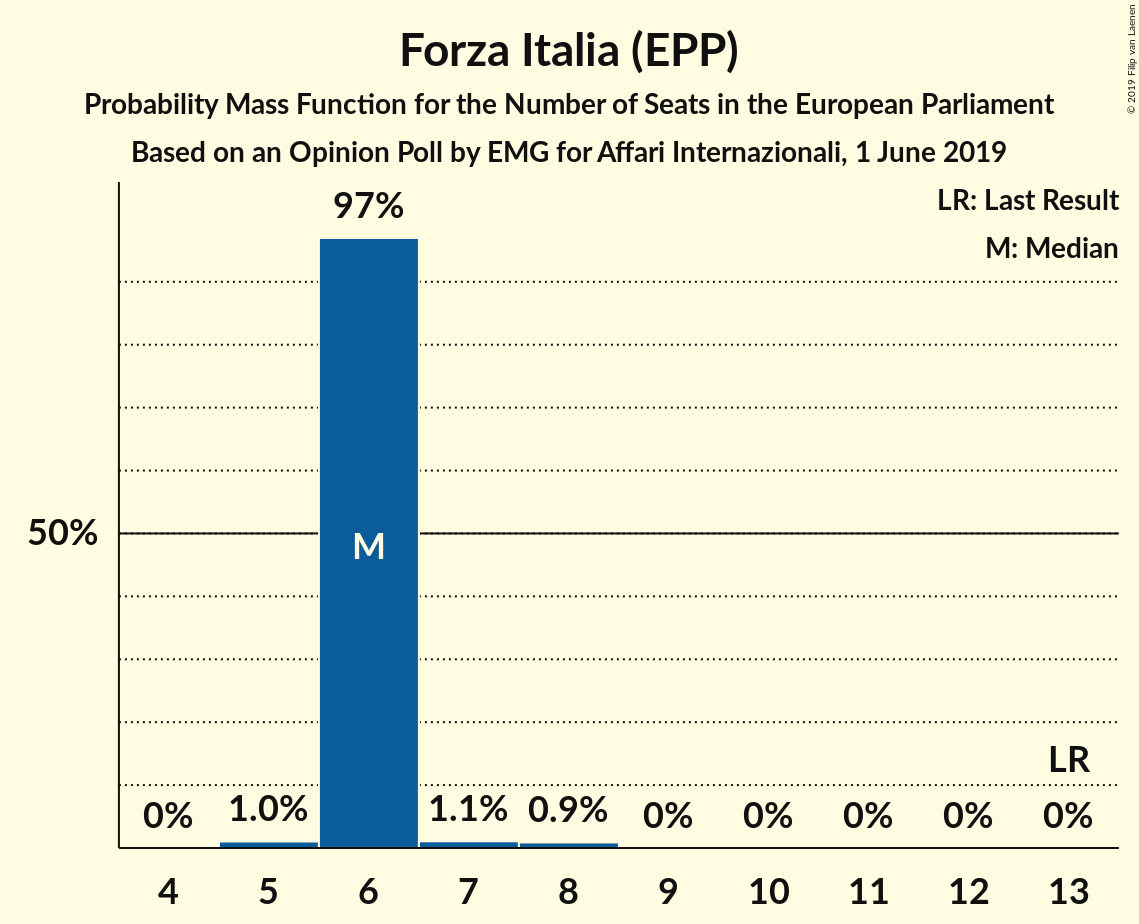 Forza Italia (EPP)
Probability Mass Function for the Number of Seats in the European Parliament
Based on an Opinion Poll by EMG for Affari Internazionali, 1 June 2019
© 2019 Filip van Laenen
LR: Last Result
M: Median
97%
50%
M
LR
0% 1.0% 1.1% 0.9% 0% 0% 0% 0% 0%
4 5 6 7 8 9 10 11 12 13